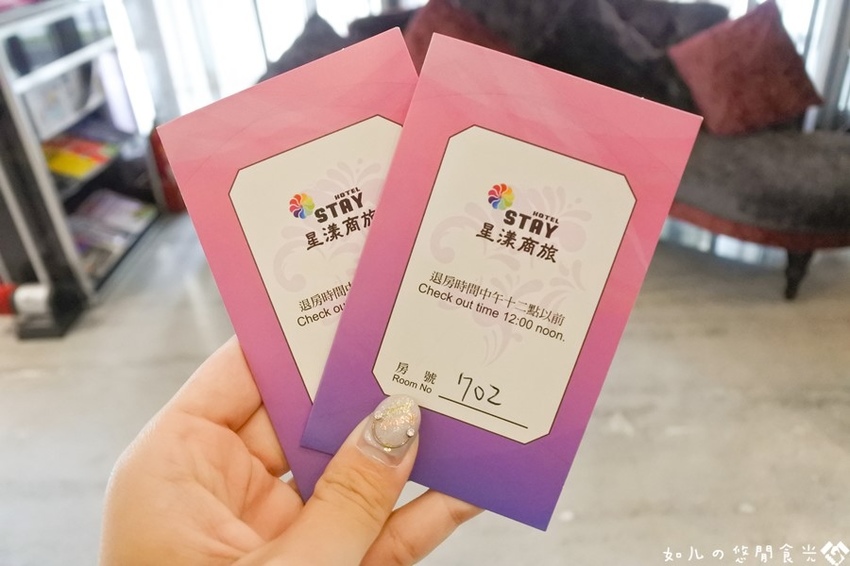 HOTEL
STAY
星漾商旅
退房時間中
Check ou
HOTEL
STAY
星漾商旅
退房時間中午十二點以前
Check out time 12:00 noon.
房 號
Room No 702
如儿の悠閒食光